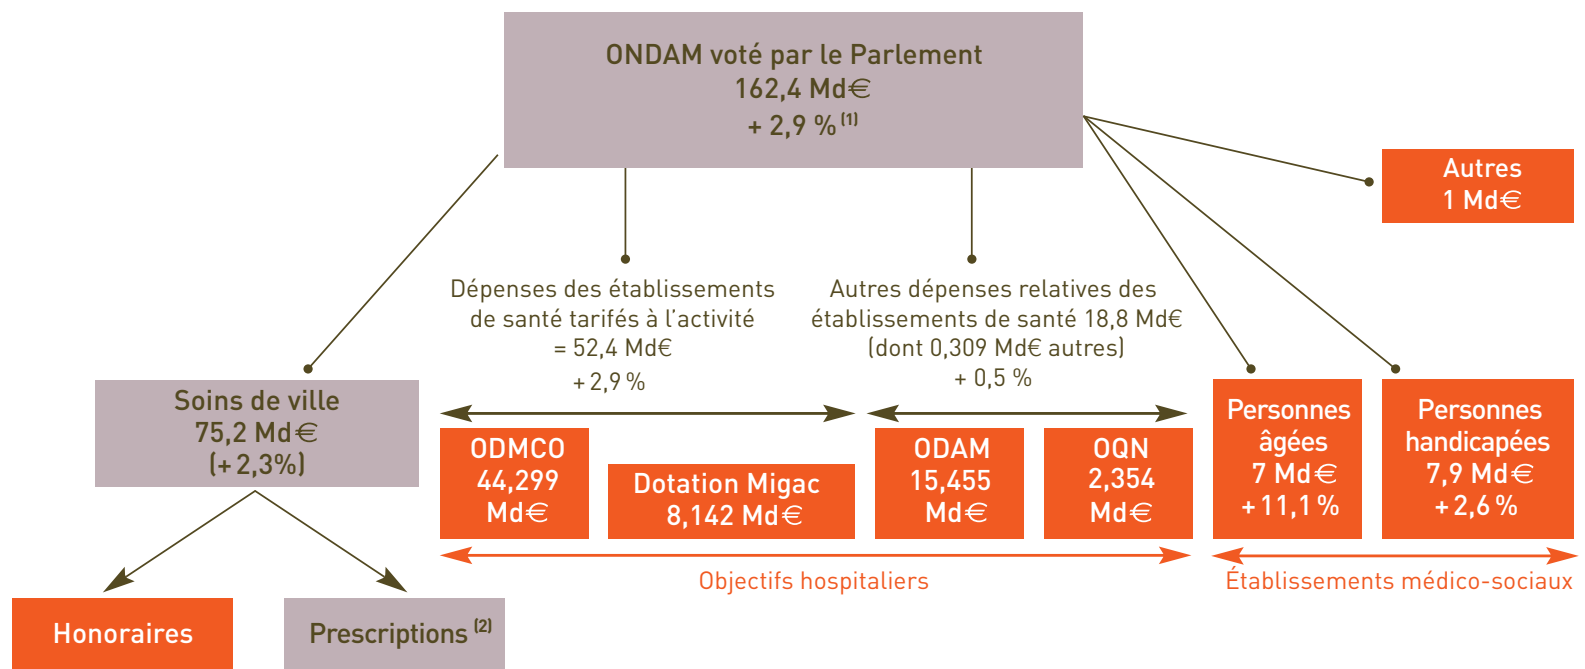 ONDAM voté par le Parlement
162,4 Md€
+ 2,9 % (1)
Autres
1 Md€
Dépenses des établissements
de santé tarifés à l’activité
= 52,4 Md€
+ 2,9 %
Autres dépenses relatives des
établissements de santé 18,8 Md€
(dont 0,309 Md€ autres)
+ 0,5 %
Soins de ville
75,2 Md€
(+ 2,3%)
ODMCO
44,299
Md€
Dotation Migac
8,142 Md€
ODAM
15,455
Md€
OQN
2,354
Md€
Personnes
âgées
7 Md€
+ 11,1 %
Personnes
handicapées
7,9 Md€
+ 2,6 %
Objectifs hospitaliers
Établissements médico-sociaux
Honoraires
Prescriptions (2)